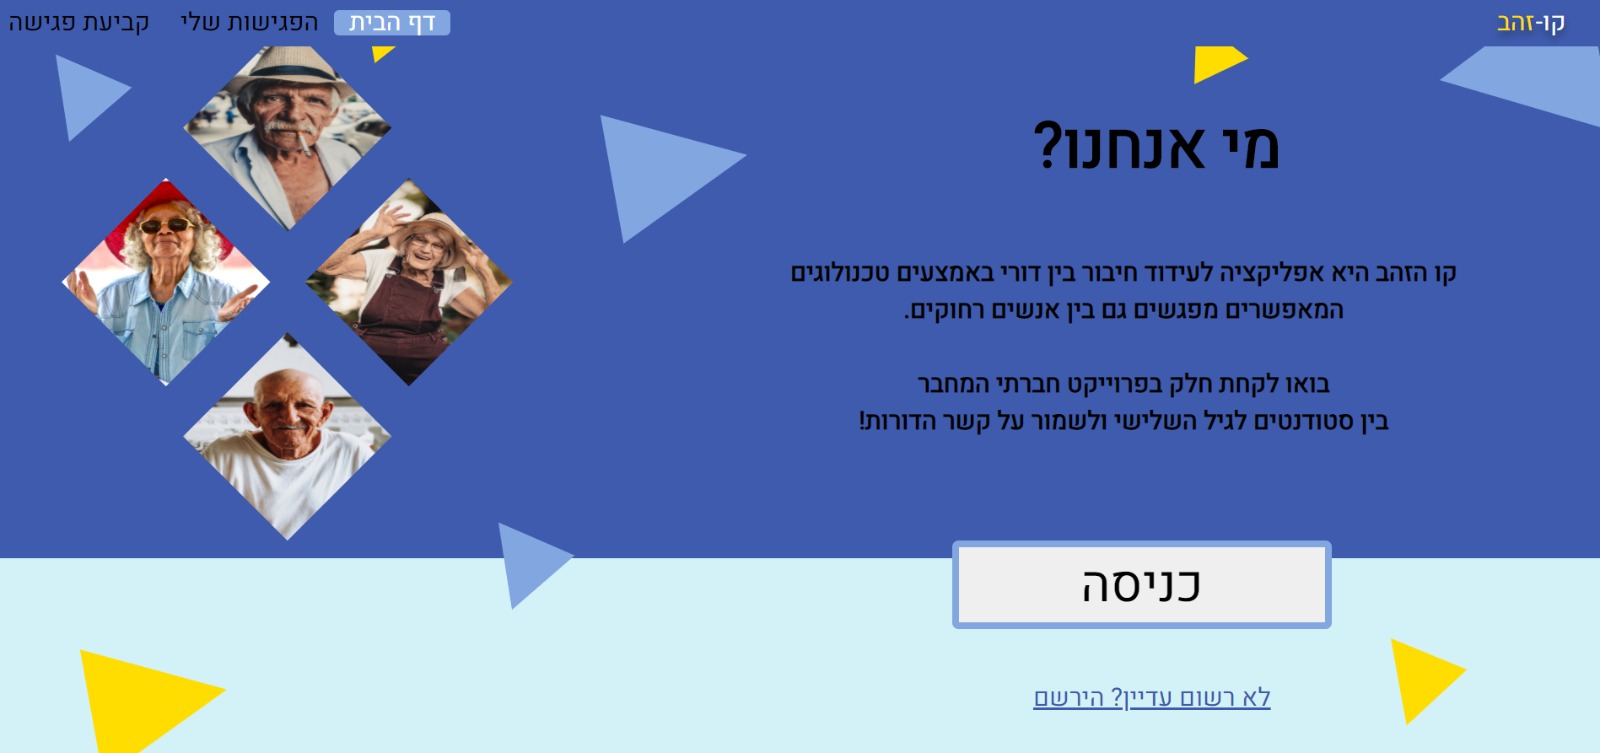 קו-זהב
דף הבית
הפגישות שלי
קביעת פגישה
מי אנחנו?
קו הזהב היא אפליקציה לעידוד חיבור בין דורי באמצעים טכנולוגים
המאפשרים מפגשים גם בין אנשים רחוקים.
בואו לקחת חלק בפרוייקט חברתי המחבר
בין סטודנטים לגיל השלישי ולשמור על קשר הדורות!
כניסה
לא רשום עדיין? הירשם